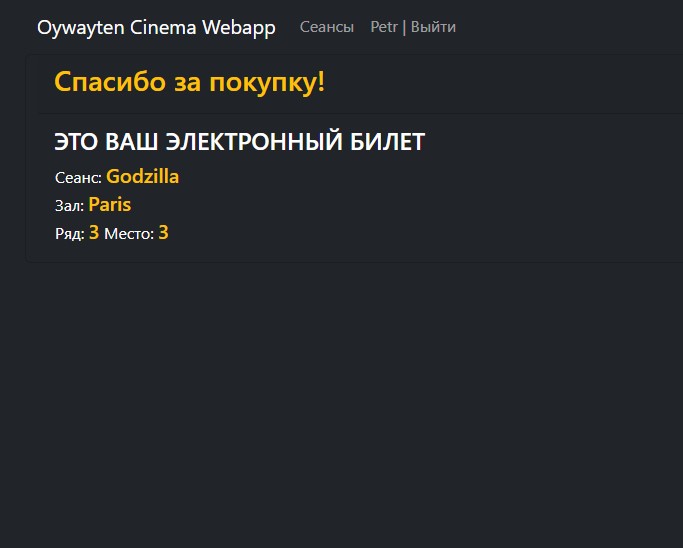 Oywayten Cinema Webapp Сеансы Petr | Выйти
Спасибо за покупку!
ЭТО ВАШ ЭЛЕКТРОННЫЙ БИЛЕТ
Сеанс: Godzilla
Зал: Paris
Ряд: 3 Место: 3